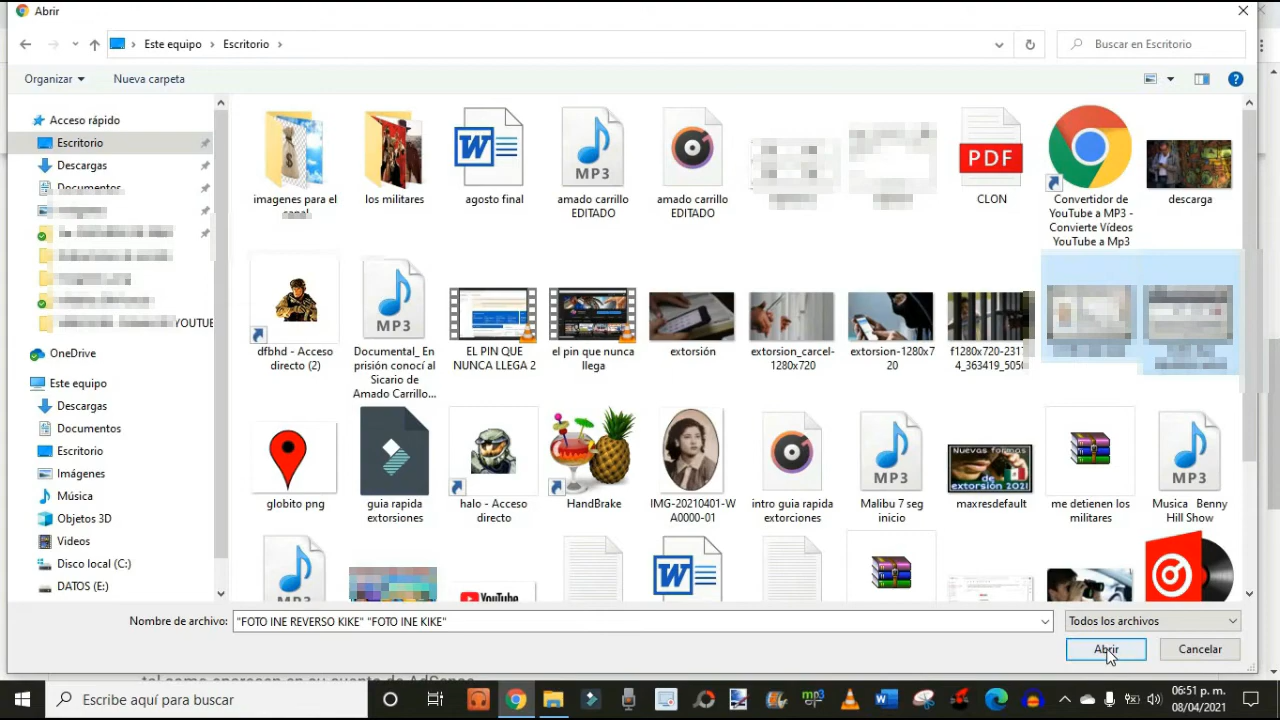 Abrir
Este equipo › Escritorio ›
Buscar en Escritorio
Organizar
Nueva carpeta
Acceso rápido
Escritorio
Descargas
Documentos
YOUTUB
OneDrive
Este equipo
Descargas
Documentos
Escritorio
Imágenes
Música
Objetos 3D
Videos
Disco local (C:)
DATOS (E:)
imagenes para el
canal
los militares
W
agosto final
MP3
amado carrillo
EDITADO
amado carrillo
EDITADO
PDF
CLON
Convertidor de
YouTube a MP3 -
Convierte Vídeos
YouTube a Mp3
descarga
dfbhd - Acceso
directo (2)
MP3
Documental_ En
prisión conocí al
Sicario de
Amado Carrillo...
EL PIN QUE
NUNCA LLEGA 2
el pin que nunca
llega
extorsión
extorsion_carcel-
1280x720
extorsion-1280x7
20
globito png
guia rapida
extorsiones
halo - Acceso
directo
HandBrake
IMG-20210401-W
A0000-01
intro guia rapida
extorciones
MP3
Malibu 7 seg
inicio
Nuevas formas
de
extorsión 2021
maxresdefault
me detienen los
militares
MP3
Musica Benny
Hill Show
MP3
YouTube
W
Nombre de archivo:
"FOTO INE REVERSO KIKE" "FOTO INE KIKE"
Todos los archivos
Abrir
Cancelar
Escribe aquí para buscar
mp3
W
06:51 p. m.
08/04/2021